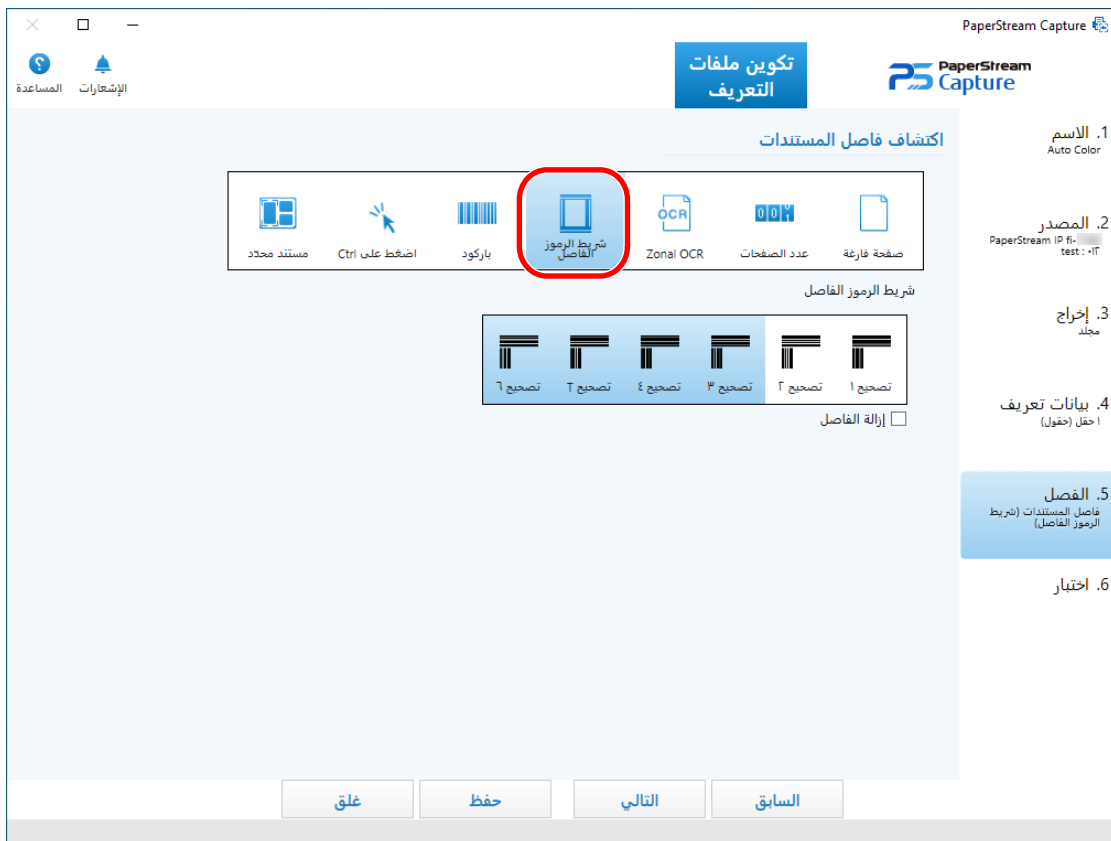 PaperStream Capture
PaperStream
Capture
تكوين ملفات
التعريف
الإشعارات
المساعدة
1. الاسم
Auto Color
2. المصدر
PaperStream IP fi-
test : ٠١٢
3. إخراج
مجلد
4. بيانات تعريف
١ حقل (حقول)
5. الفصل
فاصل المستندات (شريط
الرموز الفاصل)
6. اختبار
اكتشاف فاصل المستندات
صفحة فارغة
عدد الصفحات
OCR
Zonal OCR
شريط الرموز
الفاصل
باركود
اضغط على Ctrl
مستند محدّد
شريط الرموز الفاصل
تصحيح ١
تصحيح ٢
تصحيح ٣
تصحيح ٤
تصحيح T
تصحيح ٦
إزالة الفاصل
السابق
التالي
حفظ
غلق